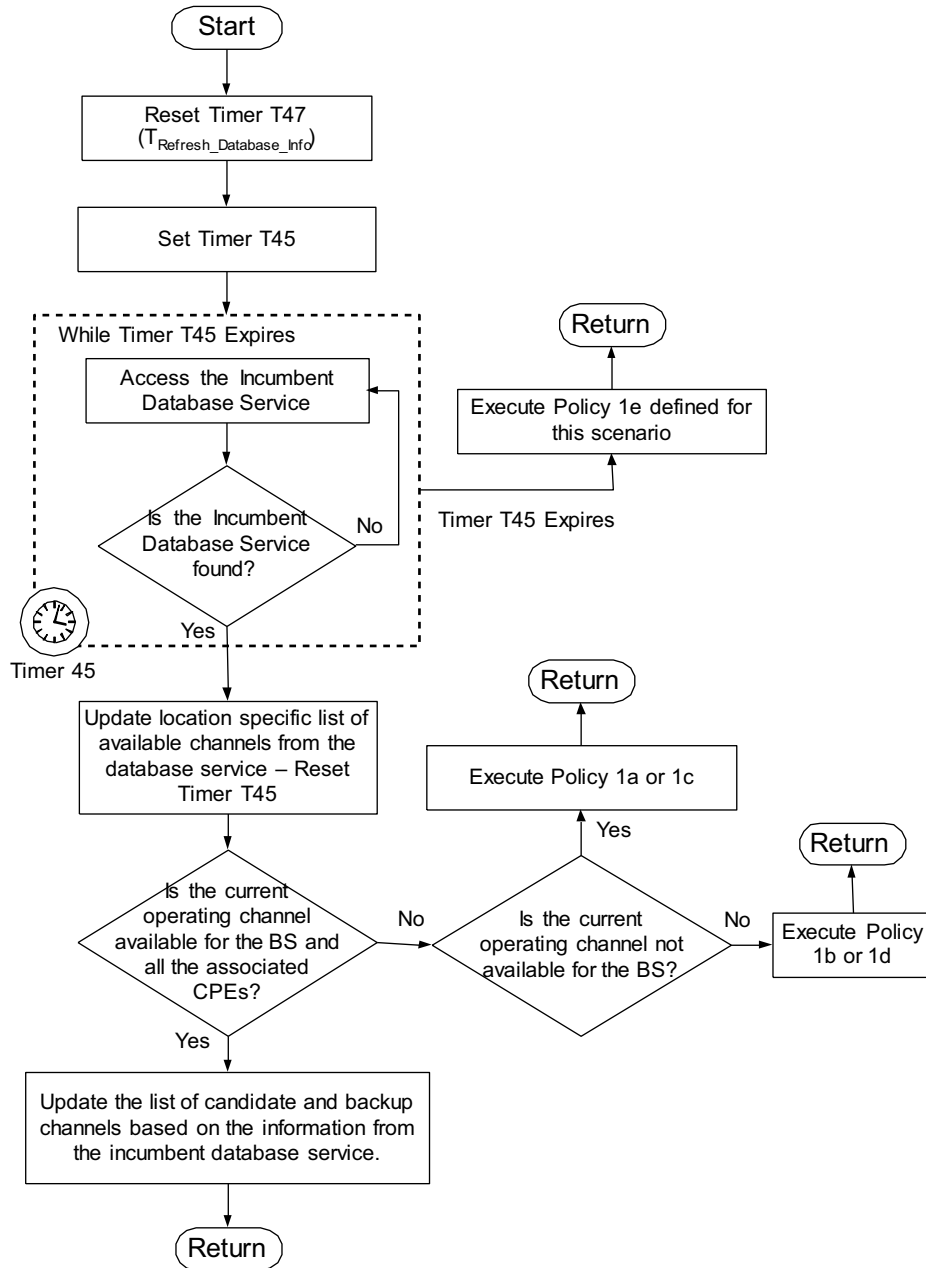 Start
Reset Timer T47
(T_Refresh_Database_Info)
Set Timer T45
While Timer T45 Expires
Access the Incumbent
Database Service
Is the Incumbent
Database Service
found?
No
Yes
Timer 45
Timer T45 Expires
Execute Policy 1e defined for
this scenario
Return
Update location specific list of
available channels from the
database service – Reset
Timer T45
Is the current
operating channel
available for the BS and
all the associated
CPEs?
No
Is the current
operating channel not
available for the BS?
Yes
Execute Policy 1a or 1c
Return
No
Execute Policy
1b or 1d
Return
Yes
Update the list of candidate and backup
channels based on the information from
the incumbent database service.
Return